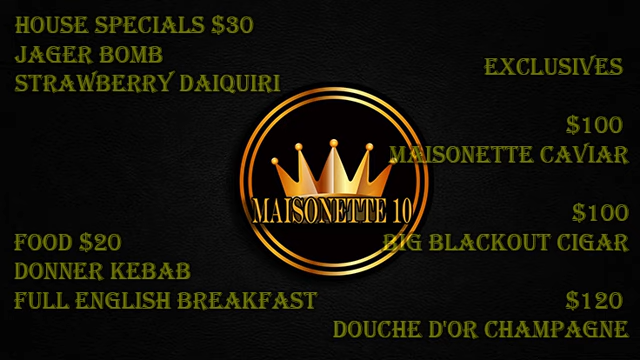 HOUSE SPECIALS $30
JAGER BOMB
STRAWBERRY DAIQUIRI
EXCLUSIVES
$100
MAISONETTE CAVIAR
MAISONETTE 10
$100
BIG BLACKOUT CIGAR
FOOD $20
DONNER KEBAB
FULL ENGLISH BREAKFAST
$120
DOUCHE D'OR CHAMPAGNE